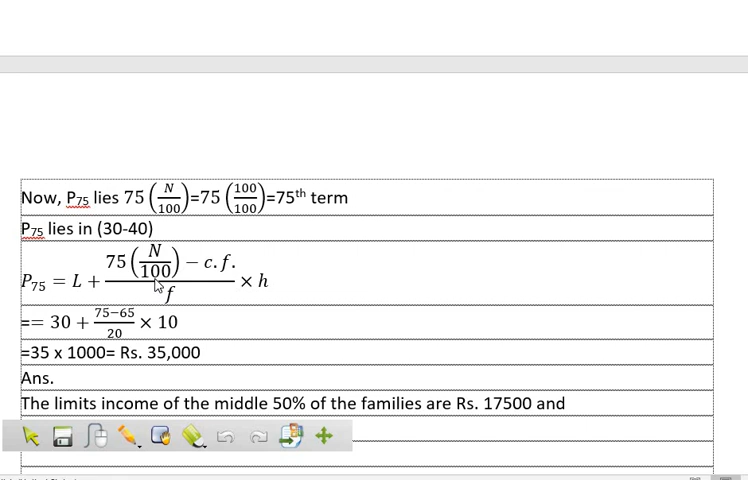 Now, P75 lies 75 (N/100)=75 (100/100)=75th term
P75 lies in (30-40)
P75 = L + (75 (N/100) − c.f.)/f × h
== 30 + (75−65)/20 × 10
=35 x 1000= Rs. 35,000
Ans.
The limits income of the middle 50% of the families are Rs. 17500 and